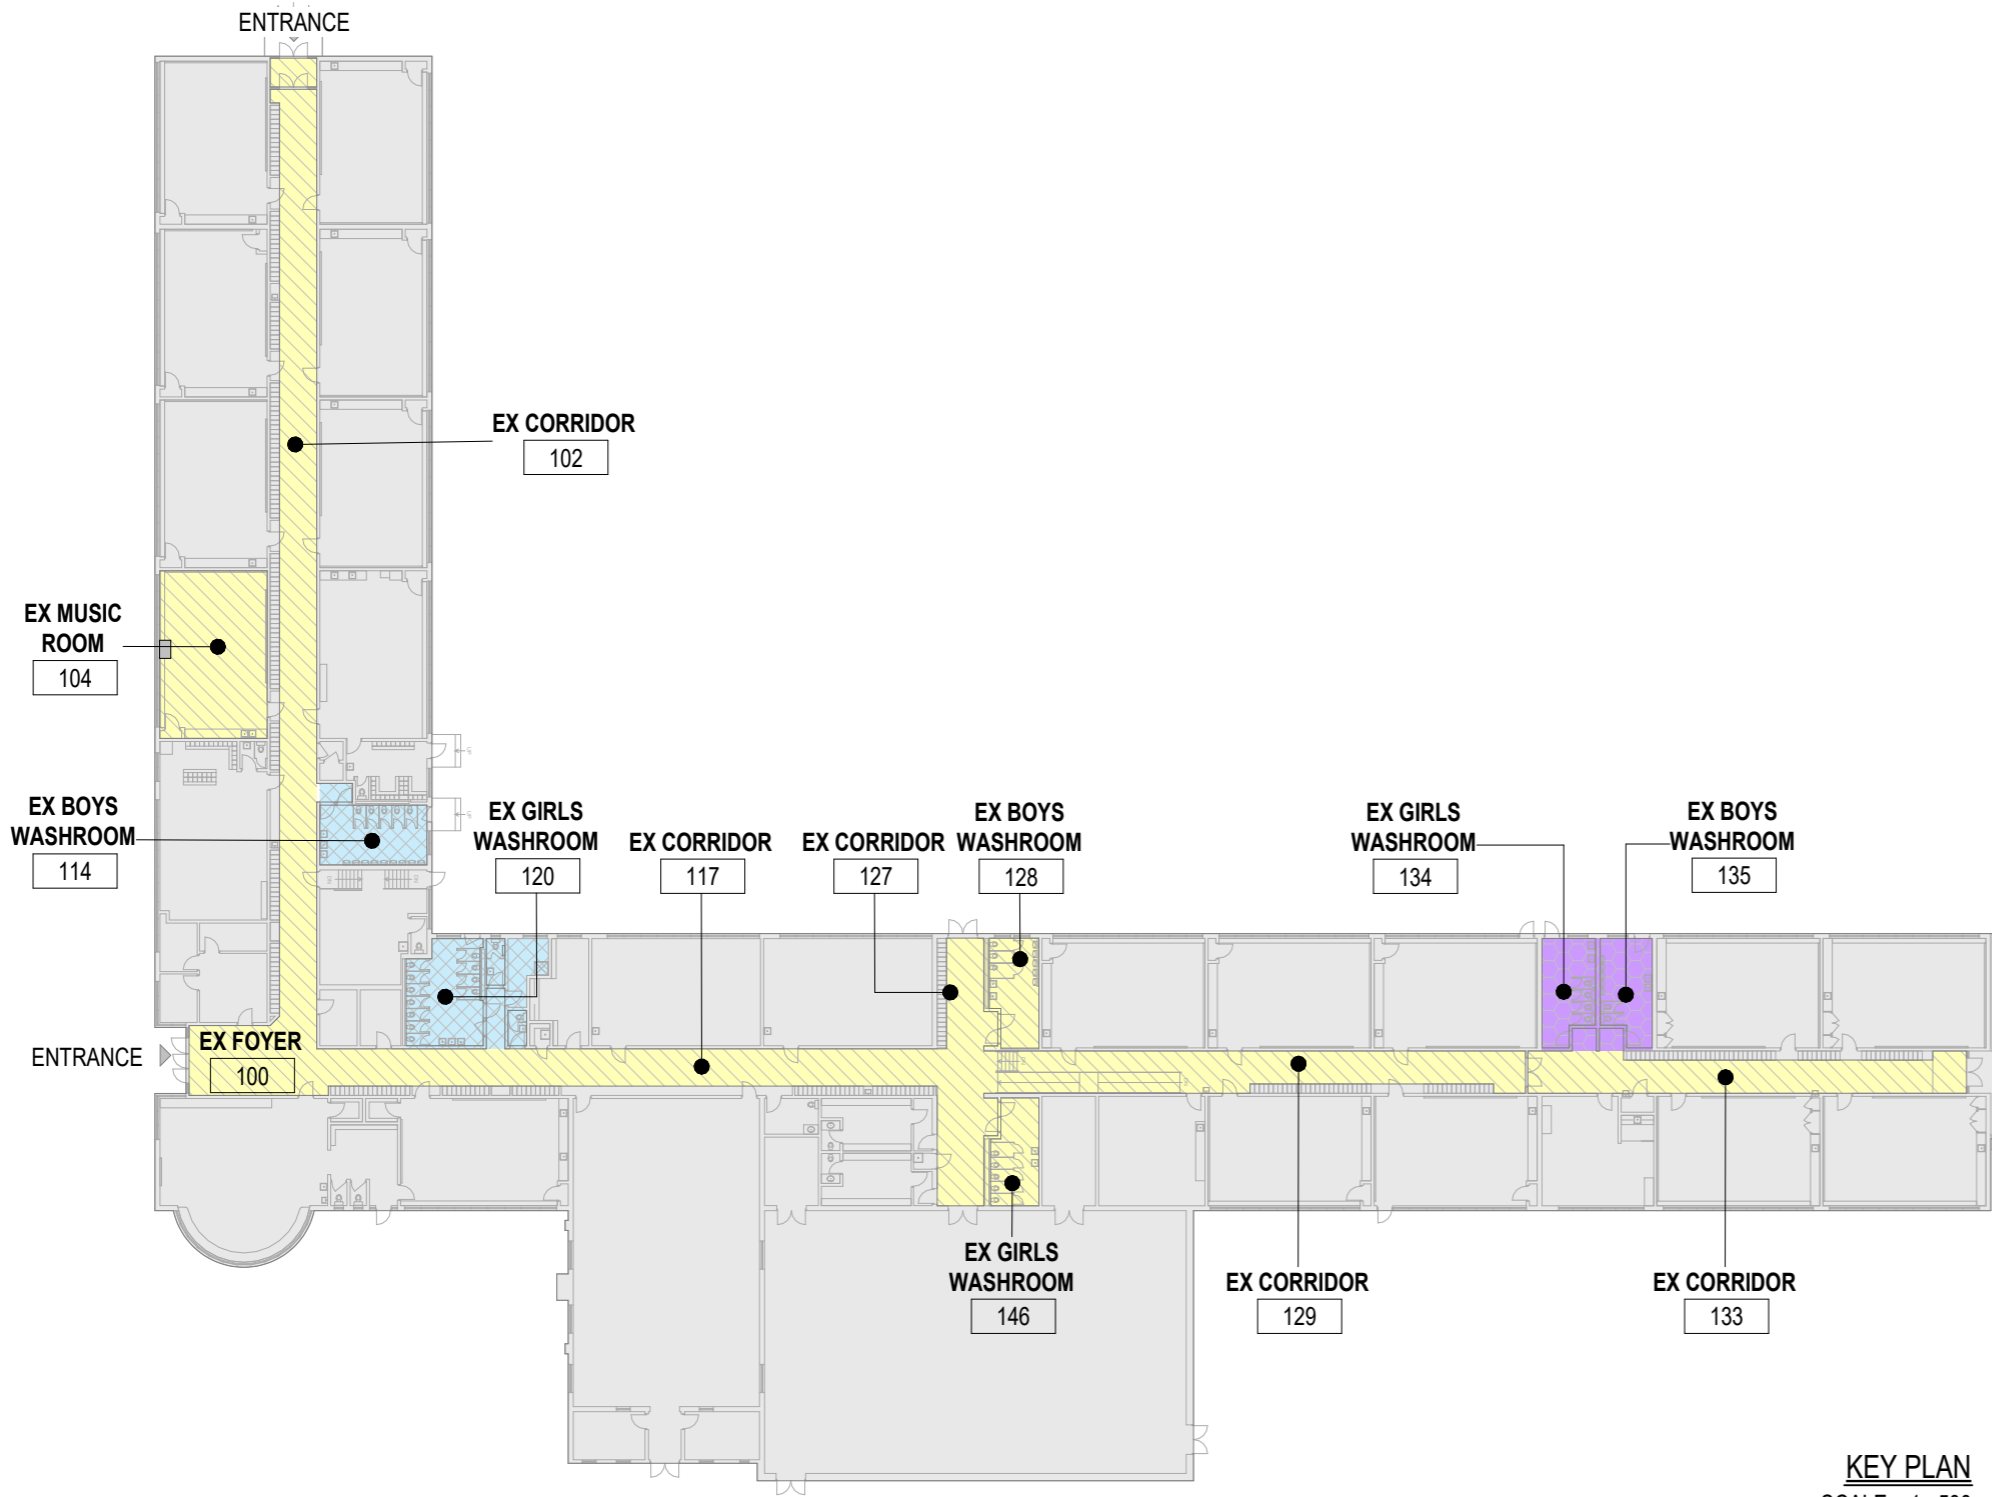 ENTRANCE
EX CORRIDOR
102
EX MUSIC
ROOM
104
EX BOYS
WASHROOM
114
EX GIRLS
WASHROOM
120
EX CORRIDOR
117
EX CORRIDOR
127
EX BOYS
WASHROOM
128
EX GIRLS
WASHROOM
134
EX BOYS
WASHROOM
135
ENTRANCE
EX FOYER
100
EX GIRLS
WASHROOM
146
EX CORRIDOR
129
EX CORRIDOR
133
KEY PLAN